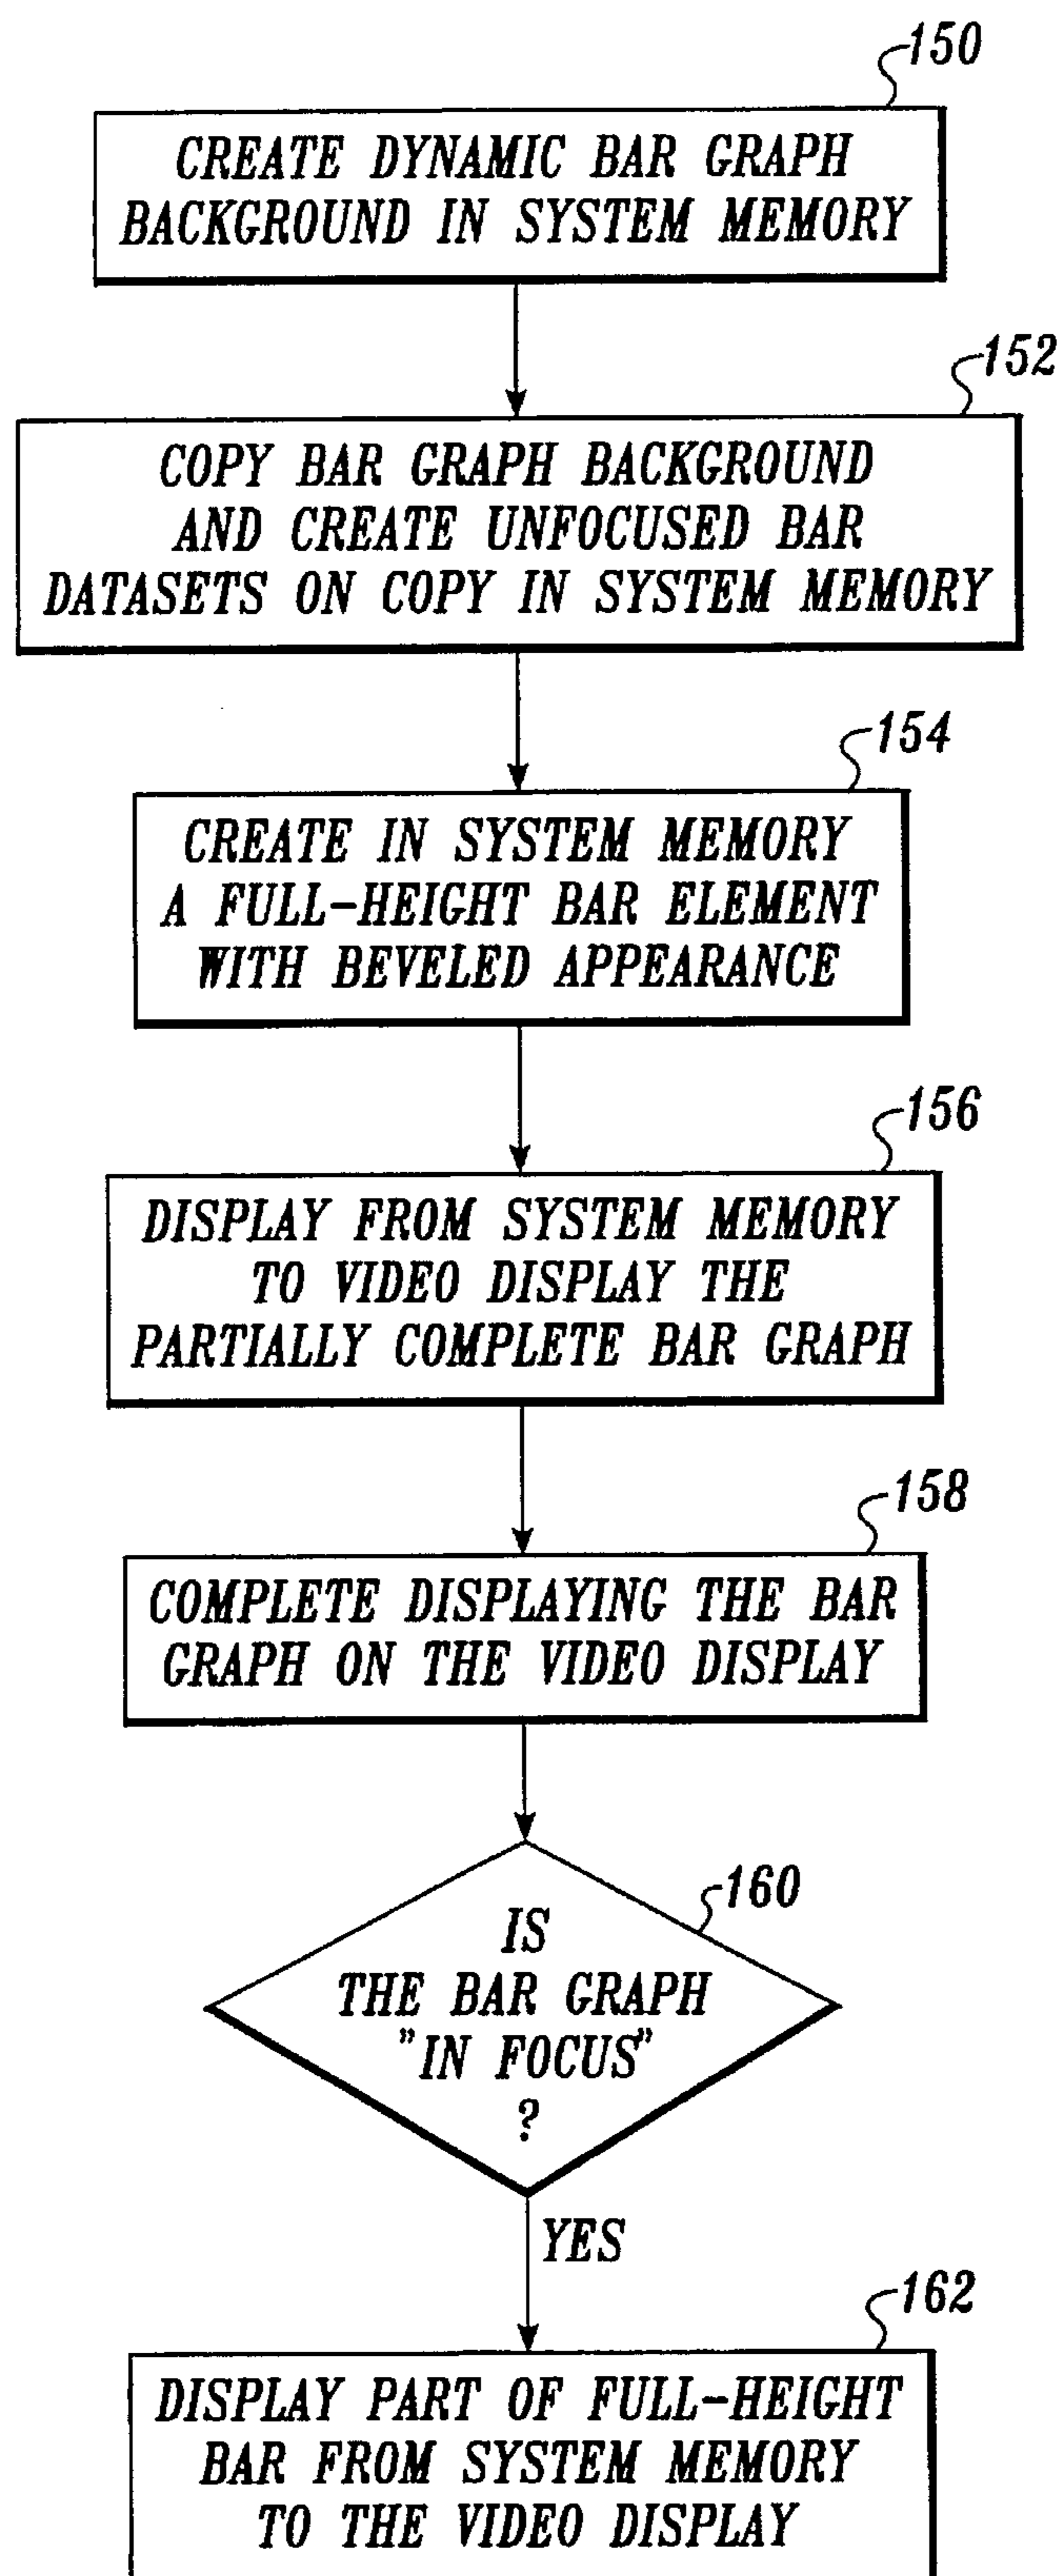 150
CREATE DYNAMIC BAR GRAPH
BACKGROUND IN SYSTEM MEMORY
152
COPY BAR GRAPH BACKGROUND
AND CREATE UNFOCUSED BAR
DATASETS ON COPY IN SYSTEM MEMORY
154
CREATE IN SYSTEM MEMORY
A FULL-HEIGHT BAR ELEMENT
WITH BEVELED APPEARANCE
156
DISPLAY FROM SYSTEM MEMORY
TO VIDEO DISPLAY THE
PARTIALLY COMPLETE BAR GRAPH
158
COMPLETE DISPLAYING THE BAR
GRAPH ON THE VIDEO DISPLAY
160
IS
THE BAR GRAPH
"IN FOCUS"
?
YES
162
DISPLAY PART OF FULL-HEIGHT
BAR FROM SYSTEM MEMORY
TO THE VIDEO DISPLAY